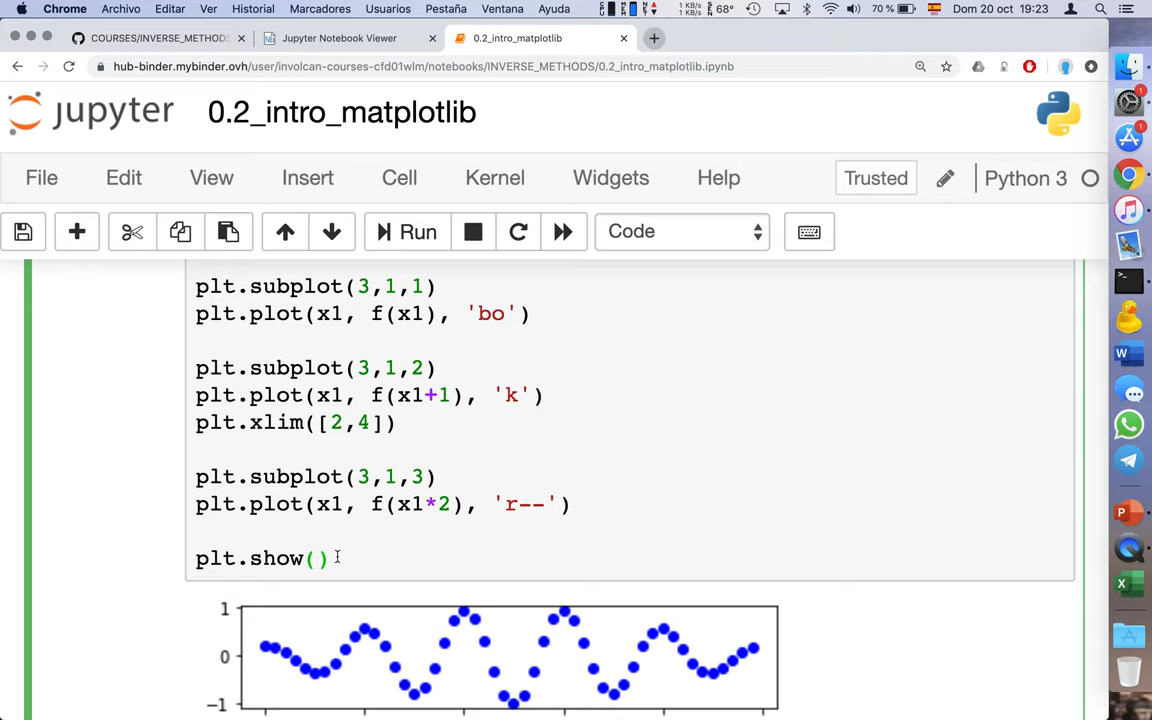 Chrome Archivo Editar Ver Historial Marcadores Usuarios Pestaña Ventana Ayuda 1 KB/s 1 KB/s 68° 70 % Dom 20 oct 19:23
COURSES/INVERSE_METHODS Jupyter Notebook Viewer 0.2_intro_matplotlib
hub-binder.mybinder.ovh/user/involcan-courses-cfd01wlm/notebooks/INVERSE_METHODS/0.2_intro_matplotlib.ipynb
jupyter 0.2_intro_matplotlib
File Edit View Insert Cell Kernel Widgets Help Trusted Python 3
Run Code
plt.subplot(3,1,1)
plt.plot(x1, f(x1), 'bo')
plt.subplot(3,1,2)
plt.plot(x1, f(x1+1), 'k')
plt.xlim([2,4])
plt.subplot(3,1,3)
plt.plot(x1, f(x1*2), 'r--')
plt.show()
1
0
−1